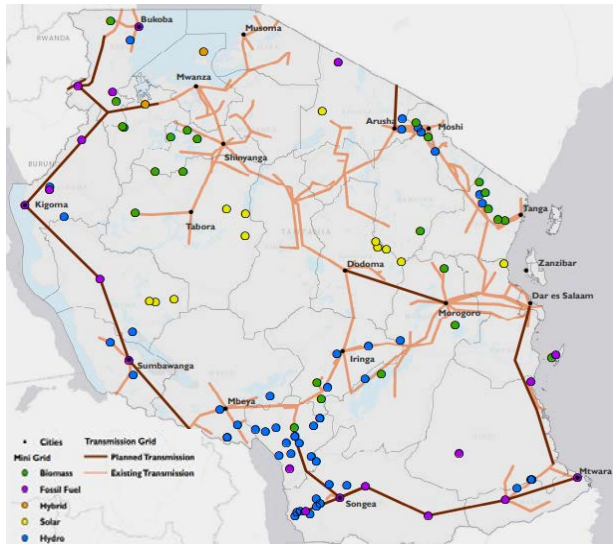 RWANDA
Bukoba
Musoma
Mwanza
Arusha
Moshi
BURUNDI
Shinyanga
Kigoma
Tabora
TANZANIA
Tanga
Dodoma
Zanzibar
Dar es Salaam
Morogoro
Iringa
Sumbawanga
Mbeya
Mtwara
Songea
Cities
Transmission Grid
Mini Grid
Planned Transmission
Biomass
Existing Transmission
Fossil Fuel
Hybrid
Solar
Hydro